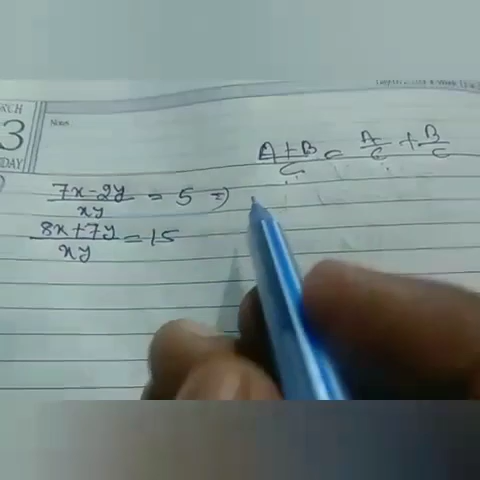 RCH
3
DAY
A+B/C = A/C + B/C
7x-2y/xy = 5 ⇒
8x+7y/xy = 15